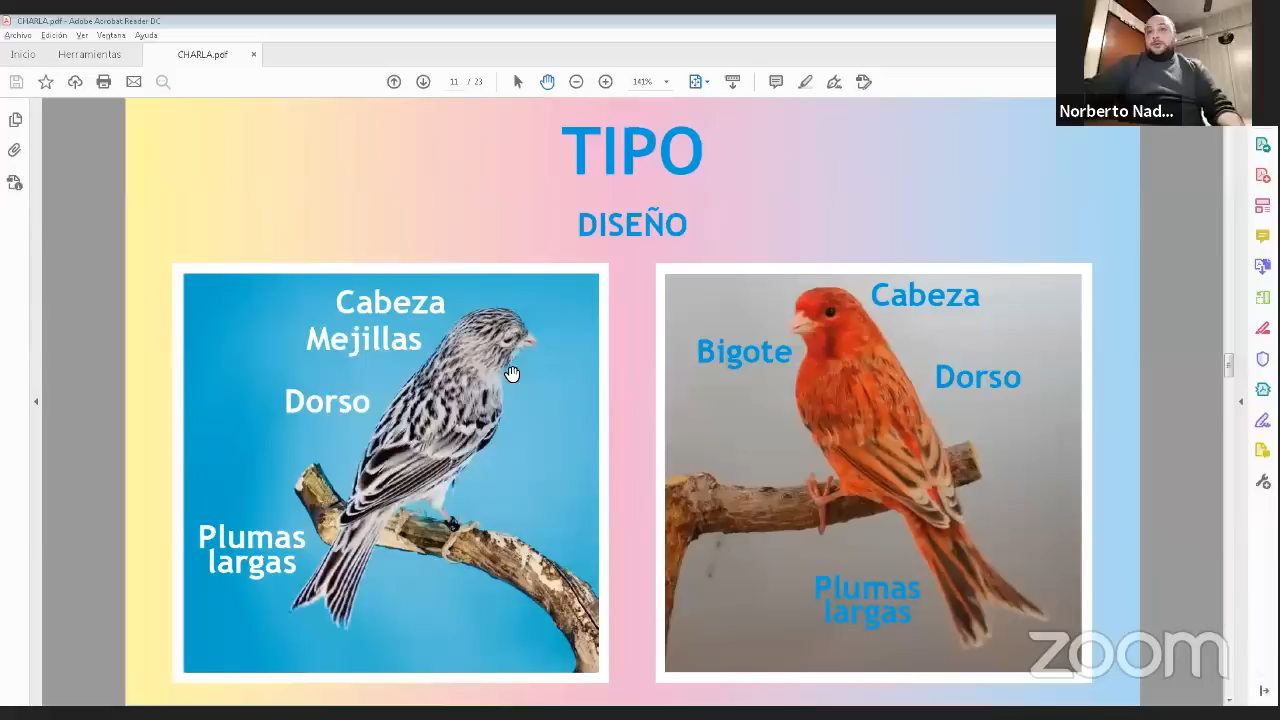 CHARLA.pdf - Adobe Acrobat Reader DC
Archivo Edición Ver Ventana Ayuda
Inicio Herramientas CHARLA.pdf ×
11 / 23 141%
Norberto Nad...
TIPO
DISEÑO
Cabeza
Mejillas
Dorso
Plumas
largas
Cabeza
Bigote
Dorso
Plumas
largas
zoom